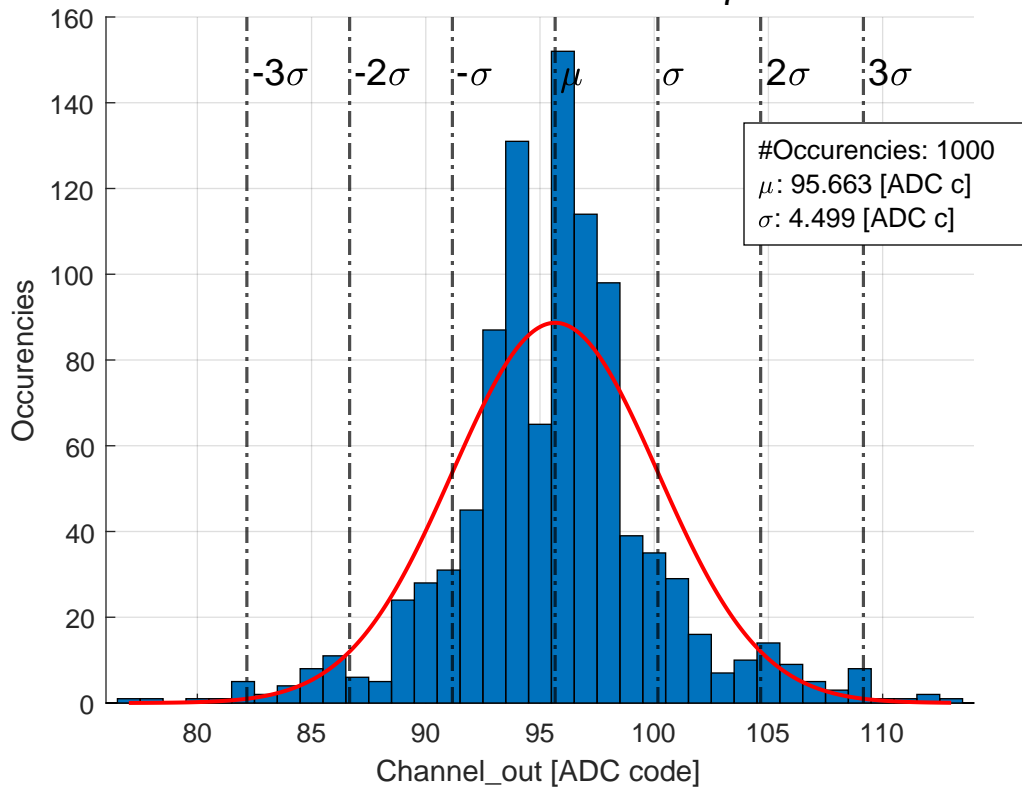 160
140
120
100
80
60
40
20
0
Occurencies
-3σ
-2σ
-σ
μ
σ
2σ
3σ
#Occurencies: 1000
μ: 95.663 [ADC c]
σ: 4.499 [ADC c]
80
85
90
95
100
105
110
Channel_out [ADC code]